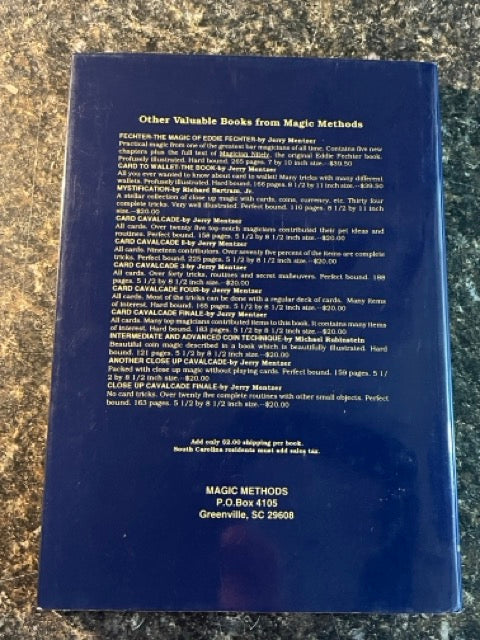 Other Valuable Books from Magic Methods
FECHTER-THE MAGIC OF EDDIE FECHTER-by Jerry Mentzer
Practical magic from one of the greatest bar magicians of all time. Contains five new
chapters plus the full text of Magician Nitely, the original Eddie Fechter book.
Profusely illustrated. Hard bound. 265 pages. 7 by 10 inch size--$39.50
CARD TO WALLET-THE BOOK-by Jerry Mentzer
All you ever wanted to know about card to wallet! Many tricks with many different
wallets. Profusely illustrated. Hard bound. 166 pages. 8 1/2 by 11 inch size--$39.50
MYSTIFICATION-by Richard Bartram, Jr.
A stellar collection of close up magic with cards, coins, currency, etc. Thirty four
complete tricks. Very well illustrated. Perfect bound. 110 pages. 8 1/2 by 11 inch
size.--$20.00
CARD CAVALCADE-by Jerry Mentzer
All cards. Over twenty five top-notch magicians contributed their pet ideas and
routines. Perfect bound. 158 pages. 5 1/2 by 8 1/2 inch size.--$20.00
CARD CAVALCADE 2-by Jerry Mentzer
All cards. Nineteen contributors. Over seventy five percent of the items are complete
tricks. Perfect bound. 225 pages. 5 1/2 by 8 1/2 inch size.--$20.00
CARD CAVALCADE 3-by Jerry Mentzer
All cards. Over forty tricks, routines and secret maneuvers. Perfect bound. 188
pages. 5 1/2 by 8 1/2 inch size.--$20.00
CARD CAVALCADE FOUR-by Jerry Mentzer
All cards. Most of the tricks can be done with a regular deck of cards. Many items
of interest. Hard bound. 165 pages. 5 1/2 by 8 1/2 inch size.--$20.00
CARD CAVALCADE FINALE-by Jerry Mentzer
All cards. Many top magicians contributed items to this book. It contains many items
of interest. Hard bound. 183 pages. 5 1/2 by 8 1/2 inch size.--$20.00
INTERMEDIATE AND ADVANCED COIN TECHNIQUE-by Michael Rubinstein
Beautiful coin magic described in a book which is beautifully illustrated. Hard
bound. 121 pages. 5 1/2 by 8 1/2 inch size.--$20.00
ANOTHER CLOSE UP CAVALCADE-by Jerry Mentzer
Packed with close up magic without playing cards. Perfect bound. 159 pages. 5 1/
2 by 8 1/2 inch size.--$20.00
CLOSE UP CAVALCADE FINALE-by Jerry Mentzer
No card tricks. Over twenty five complete routines with other small objects. Perfect
bound. 163 pages. 5 1/2 by 8 1/2 inch size.--$20.00
Add only $2.00 shipping per book.
South Carolina residents must add sales tax.
MAGIC METHODS
P.O.Box 4105
Greenville, SC 29608